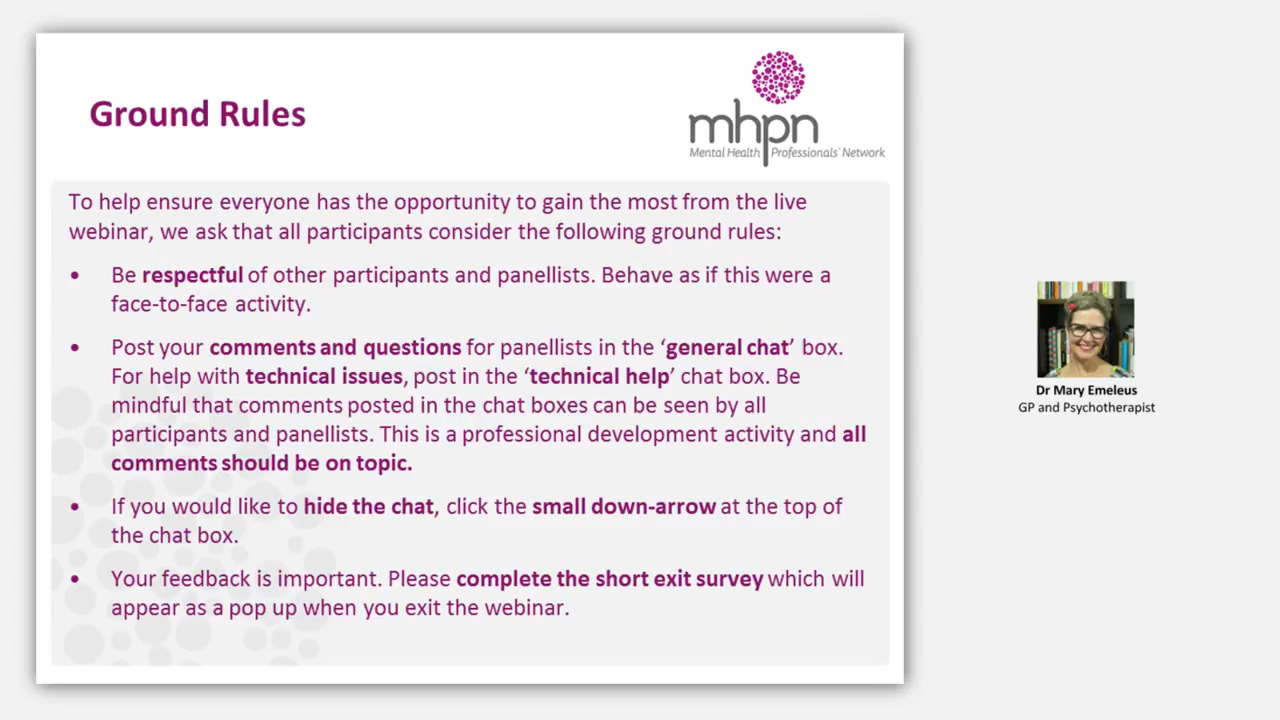 Ground Rules
mhpn
Mental Health Professionals' Network
To help ensure everyone has the opportunity to gain the most from the live
webinar, we ask that all participants consider the following ground rules:
• Be respectful of other participants and panellists. Behave as if this were a
face-to-face activity.
• Post your comments and questions for panellists in the ‘general chat’ box.
For help with technical issues, post in the ‘technical help’ chat box. Be
mindful that comments posted in the chat boxes can be seen by all
participants and panellists. This is a professional development activity and all
comments should be on topic.
• If you would like to hide the chat, click the small down-arrow at the top of
the chat box.
• Your feedback is important. Please complete the short exit survey which will
appear as a pop up when you exit the webinar.
Dr Mary Emeleus
GP and Psychotherapist